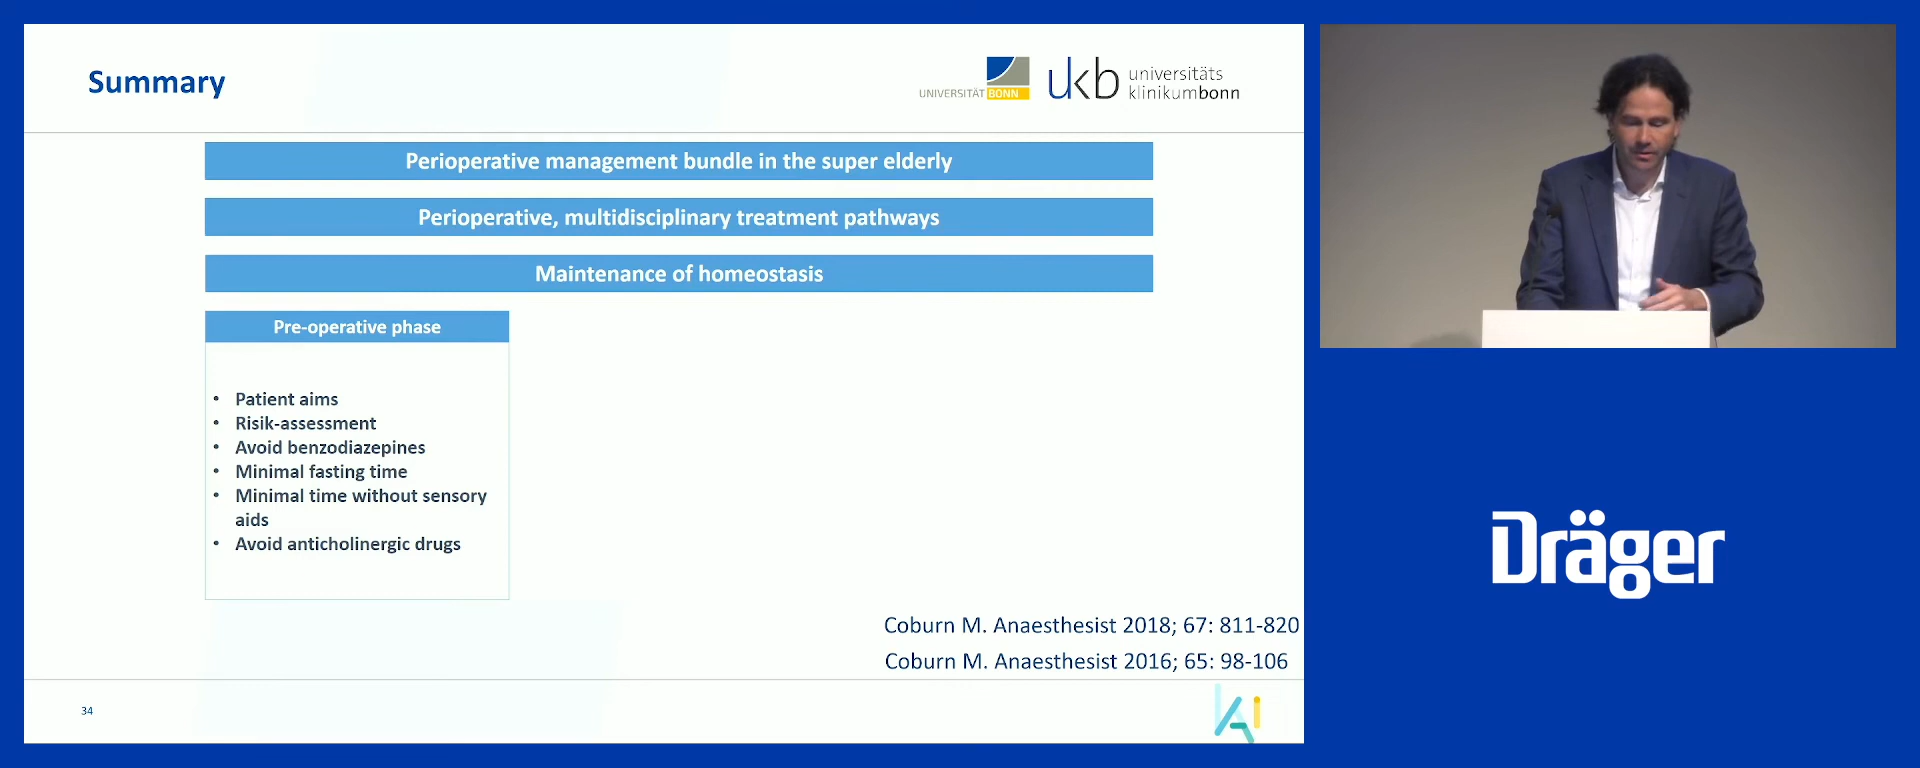 Summary
UNIVERSITÄT BONN
ukb universitäts
klinikumbonn
Perioperative management bundle in the super elderly
Perioperative, multidisciplinary treatment pathways
Maintenance of homeostasis
Pre-operative phase
• Patient aims
• Risik-assessment
• Avoid benzodiazepines
• Minimal fasting time
• Minimal time without sensory
aids
• Avoid anticholinergic drugs
Coburn M. Anaesthesist 2018; 67: 811-820
Coburn M. Anaesthesist 2016; 65: 98-106
34
KAi
Dräger